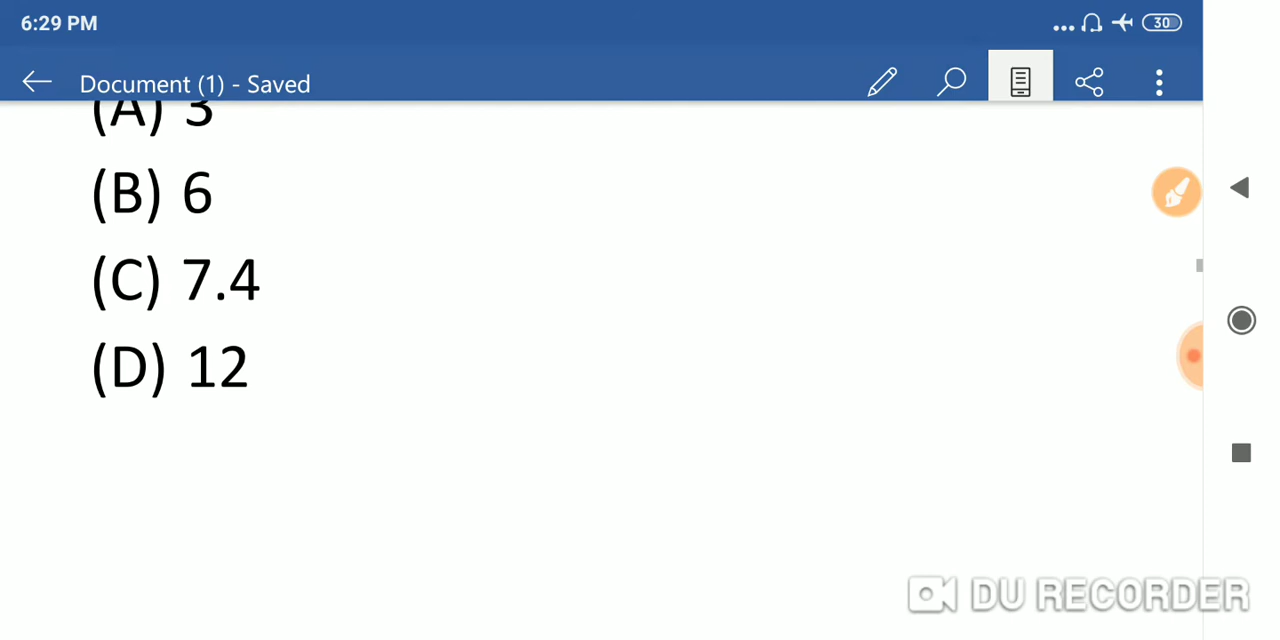 6:29 PM
30
Document (1) - Saved
(A) 3
(B) 6
(C) 7.4
(D) 12
DU RECORDER